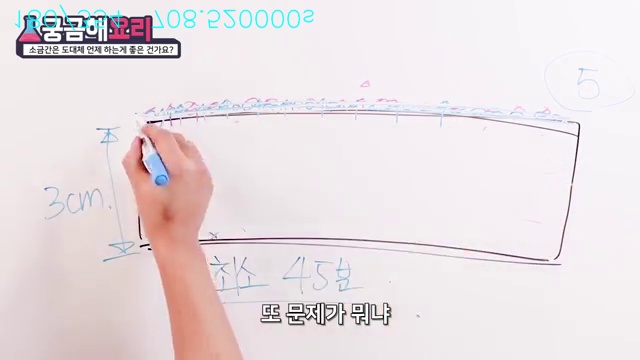 궁금해요리
소금간은 도대체 언제 하는게 좋은 건가요?
5
3cm.
최소 45분
또 문제가 뭐냐